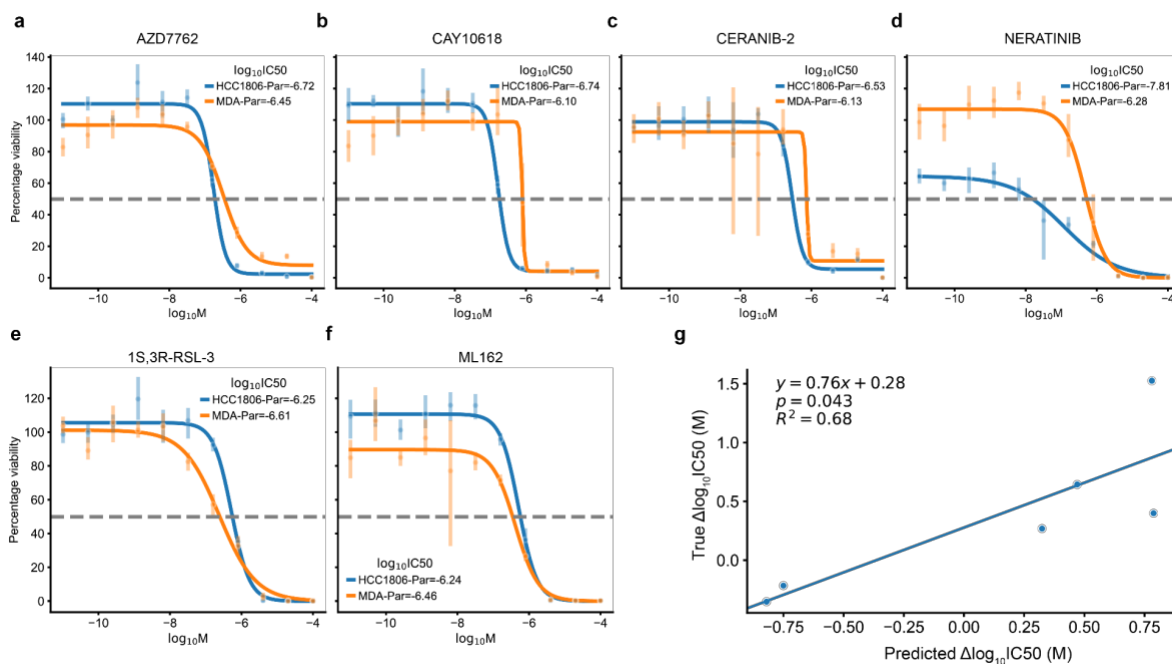 a
AZD7762
140
120
100
80
60
40
20
0
Percentage viability
log₁₀IC50
HCC1806-Par=-6.72
MDA-Par=-6.45
−10
−8
−6
−4
log₁₀M
b
CAY10618
log₁₀IC50
HCC1806-Par=-6.74
MDA-Par=-6.10
−10
−8
−6
−4
log₁₀M
c
CERANIB-2
log₁₀IC50
HCC1806-Par=-6.53
MDA-Par=-6.13
−10
−8
−6
−4
log₁₀M
d
NERATINIB
log₁₀IC50
HCC1806-Par=-7.81
MDA-Par=-6.28
−10
−8
−6
−4
log₁₀M
e
1S,3R-RSL-3
120
100
80
60
40
20
0
Percentage viability
log₁₀IC50
HCC1806-Par=-6.25
MDA-Par=-6.61
−10
−8
−6
−4
log₁₀M
f
ML162
log₁₀IC50
HCC1806-Par=-6.24
MDA-Par=-6.46
−10
−8
−6
−4
log₁₀M
g
y = 0.76x + 0.28
p = 0.043
R² = 0.68
1.5
1.0
0.5
0.0
True Δlog₁₀IC50 (M)
−0.75
−0.50
−0.25
0.00
0.25
0.50
0.75
Predicted Δlog₁₀IC50 (M)